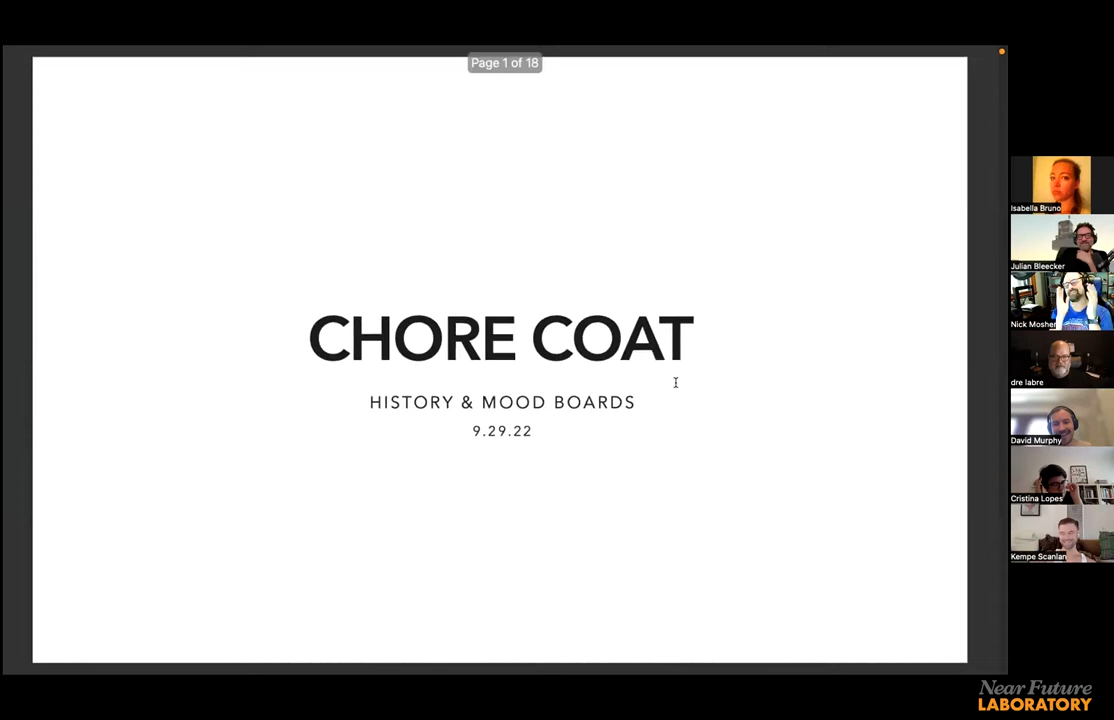 Page 1 of 18
CHORE COAT
HISTORY & MOOD BOARDS
9.29.22
Isabella Bruno
Julian Bleecker
Nick Mosher
dre labre
David Murphy
Cristina Lopes
Kempe Scanlan
Near Future
LABORATORY